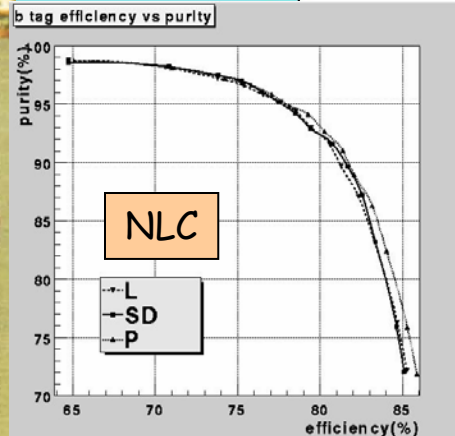 b tag efficiency vs purity
purity(%)
100
95
90
85
80
75
70
NLC
L
SD
P
65 70 75 80 85
efficiency(%)